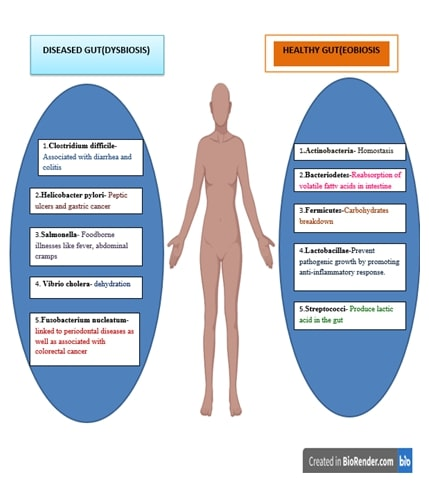 DISEASED GUT(DYSBIOSIS)
1.Clostridium difficile-
Associated with diarrhea and
colitis
2.Helicobacter pylori- Peptic
ulcers and gastric cancer
3.Salmonella- Foodborne
illnesses like fever, abdominal
cramps
4. Vibrio cholera- dehydration
5.Fusobacterium nucleatum-
linked to periodontal diseases as
well as associated with
colorectal cancer
HEALTHY GUT(EOBIOSIS
1.Actinobacteria- Homostasis
2.Bacteriodetes-Reabsorption of
volatile fatty acids in intestine
3.Fermicutes-Carbohydrates
breakdown
4.Lactobacillae-Prevent
pathogenic growth by promoting
anti-inflammatory response.
5.Streptococci- Produce lactic
acid in the gut
Created in BioRender.com bio